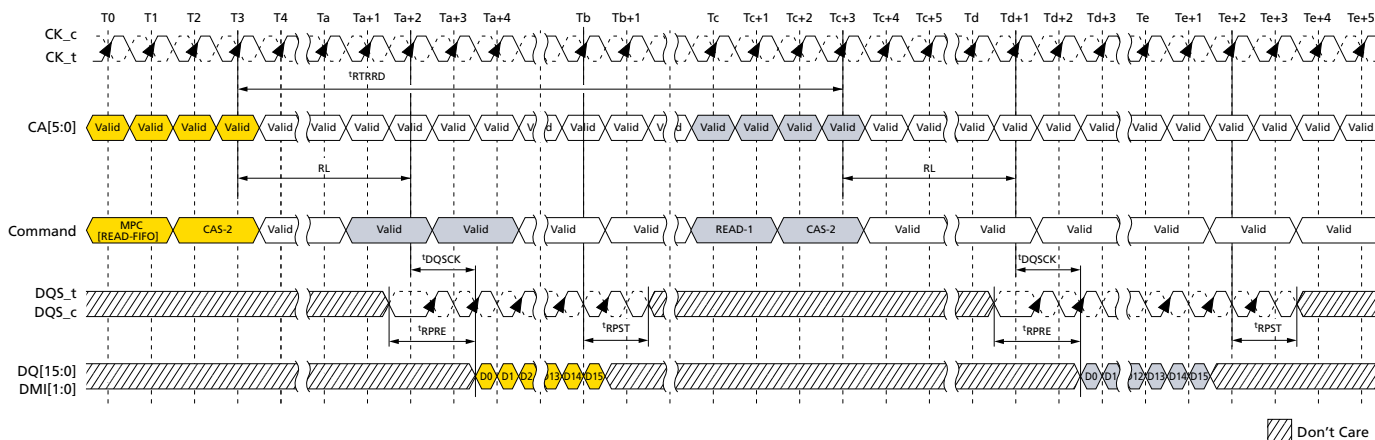 T0 T1 T2 T3 T4 Ta Ta+1 Ta+2 Ta+3 Ta+4 Tb Tb+1 Tc Tc+1 Tc+2 Tc+3 Tc+4 Tc+5 Td Td+1 Td+2 Td+3 Te Te+1 Te+2 Te+3 Te+4 Te+5
CK_c
CK_t
tRTRRD
CA[5:0] Valid Valid Valid Valid Valid Valid Valid Valid Valid Valid Valid Valid Valid Valid Valid Valid Valid Valid Valid Valid Valid Valid Valid Valid Valid Valid Valid Valid
RL RL
Command MPC [READ-FIFO] CAS-2 Valid Valid Valid Valid Valid READ-1 CAS-2 Valid Valid Valid Valid Valid Valid
tDQSCK tDQSCK
DQS_t
DQS_c
tRPRE tRPST tRPRE tRPST
DQ[15:0]
DMI[1:0]
D0 D1 D2 D13 D14 D15 D0 D1 D12 D13 D14 D15
Don't Care